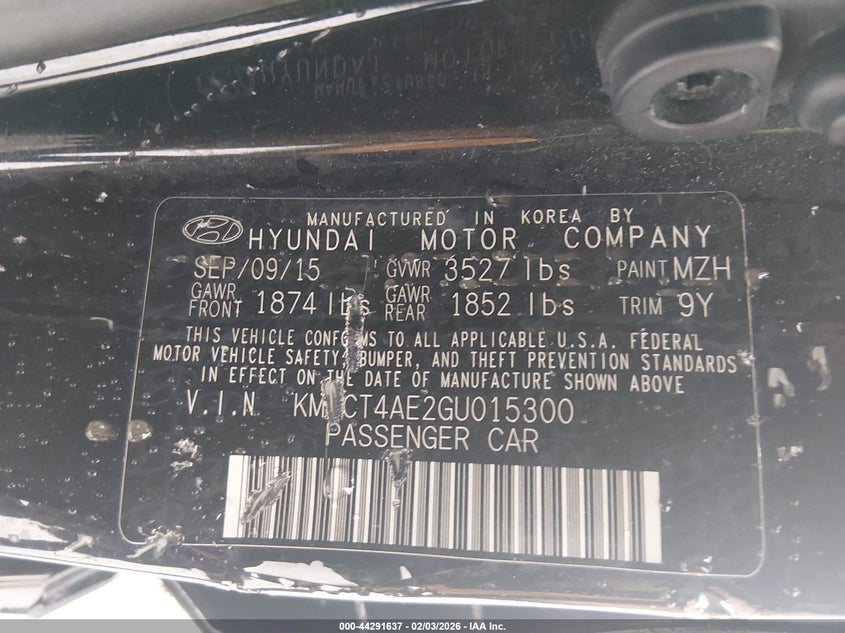 MANUFACTURED IN KOREA BY
HYUNDAI MOTOR COMPANY
SEP/09/15 GVWR 3527 lbs PAINT MZH
GAWR FRONT 1874 lbs GAWR REAR 1852 lbs TRIM 9Y
THIS VEHICLE CONFORMS TO ALL APPLICABLE U.S.A. FEDERAL
MOTOR VEHICLE SAFETY, BUMPER, AND THEFT PREVENTION STANDARDS
IN EFFECT ON THE DATE OF MANUFACTURE SHOWN ABOVE
V.I.N
PASSENGER CAR
000-44291637 - 02/03/2026 - IAA Inc.